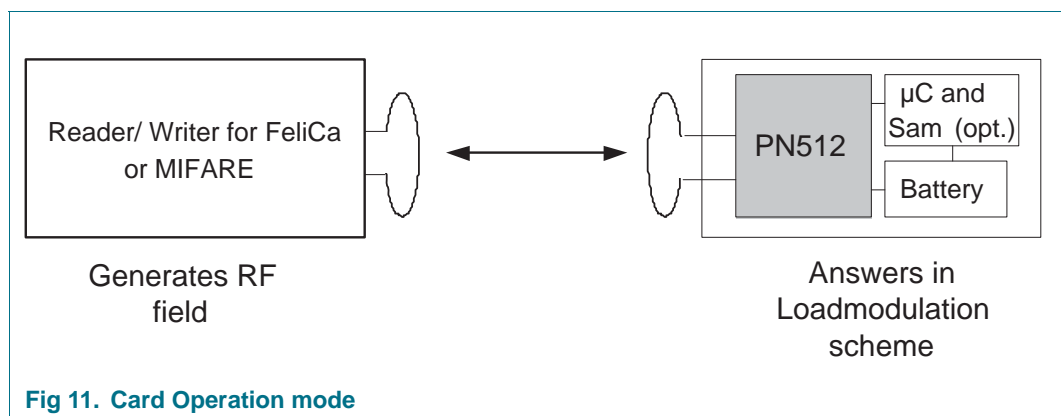 Reader/ Writer for FeliCa
or MIFARE
PN512
µC and
Sam (opt.)
Battery
Generates RF
field
Answers in
Loadmodulation
scheme
Fig 11. Card Operation mode